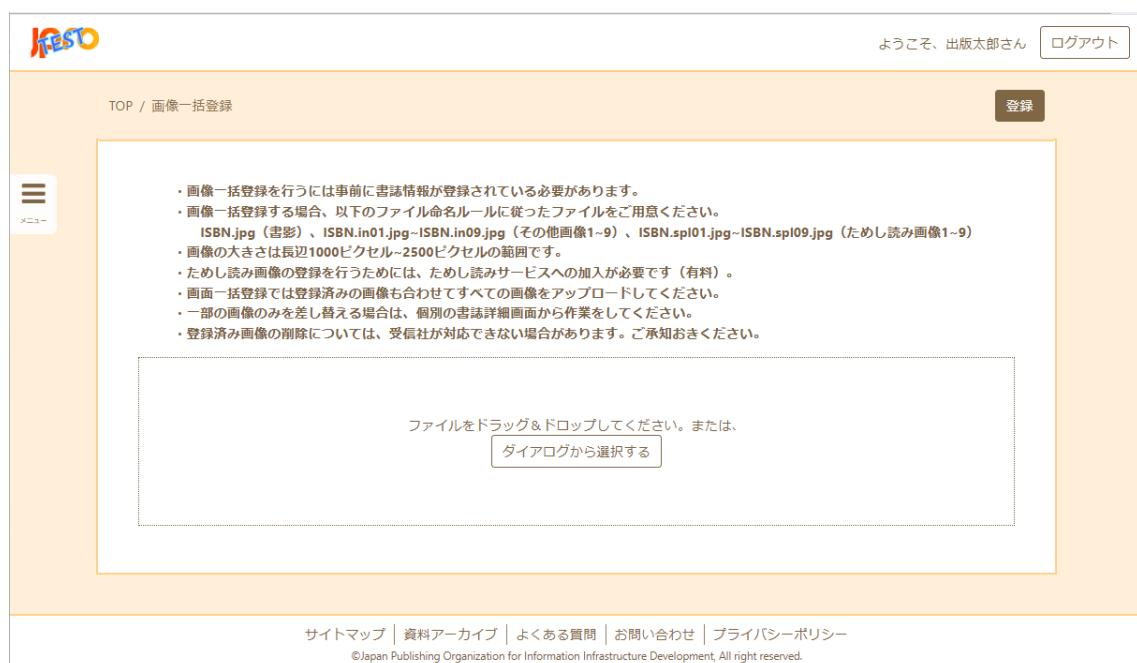 TEST
ようこそ、出版太郎さん
ログアウト
TOP / 画像一括登録
登録
メニュー
・画像一括登録を行うには事前に書誌情報が登録されている必要があります。
・画像一括登録する場合、以下のファイル命名ルールに従ったファイルをご用意ください。
ISBN.jpg（書影）、ISBN.in01.jpg~ISBN.in09.jpg（その他画像1~9）、ISBN.spl01.jpg~ISBN.spl09.jpg（ためし読み画像1~9）
・画像の大きさは長辺1000ピクセル~2500ピクセルの範囲です。
・ためし読み画像の登録を行うためには、ためし読みサービスへの加入が必要です（有料）。
・画面一括登録では登録済みの画像も合わせてすべての画像をアップロードしてください。
・一部の画像のみを差し替える場合は、個別の書誌詳細画面から作業をしてください。
・登録済み画像の削除については、受信社が対応できない場合があります。ご承知おきください。
ファイルをドラッグ＆ドロップしてください。または、
ダイアログから選択する
サイトマップ | 資料アーカイブ | よくある質問 | お問い合わせ | プライバシーポリシー
©Japan Publishing Organization for Information Infrastructure Development, All right reserved.